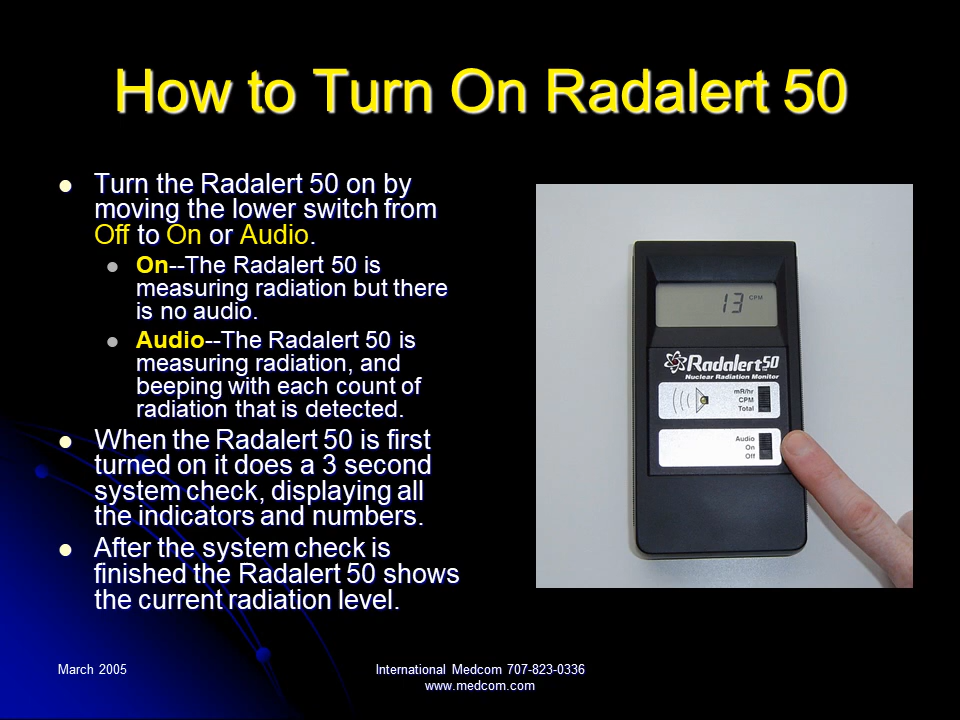 How to Turn On Radalert 50
Turn the Radalert 50 on by
moving the lower switch from
Off to On or Audio.
On--The Radalert 50 is
measuring radiation but there
is no audio.
Audio--The Radalert 50 is
measuring radiation, and
beeping with each count of
radiation that is detected.
When the Radalert 50 is first
turned on it does a 3 second
system check, displaying all
the indicators and numbers.
After the system check is
finished the Radalert 50 shows
the current radiation level.
13 CPM
Radalert 50
Nuclear Radiation Monitor
mR/hr
CPM
Total
Audio
On
Off
March 2005
International Medcom 707-823-0336
www.medcom.com